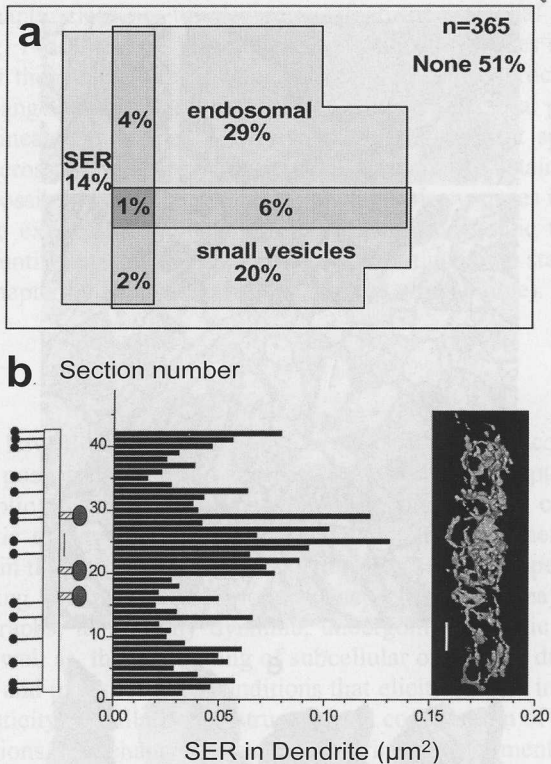 a
n=365
None 51%
4%
endosomal
29%
SER
14%
1%
6%
small vesicles
20%
2%
b
Section number
40
30
20
10
0
0.00
0.05
0.10
0.15
0.20
SER in Dendrite (μm²)